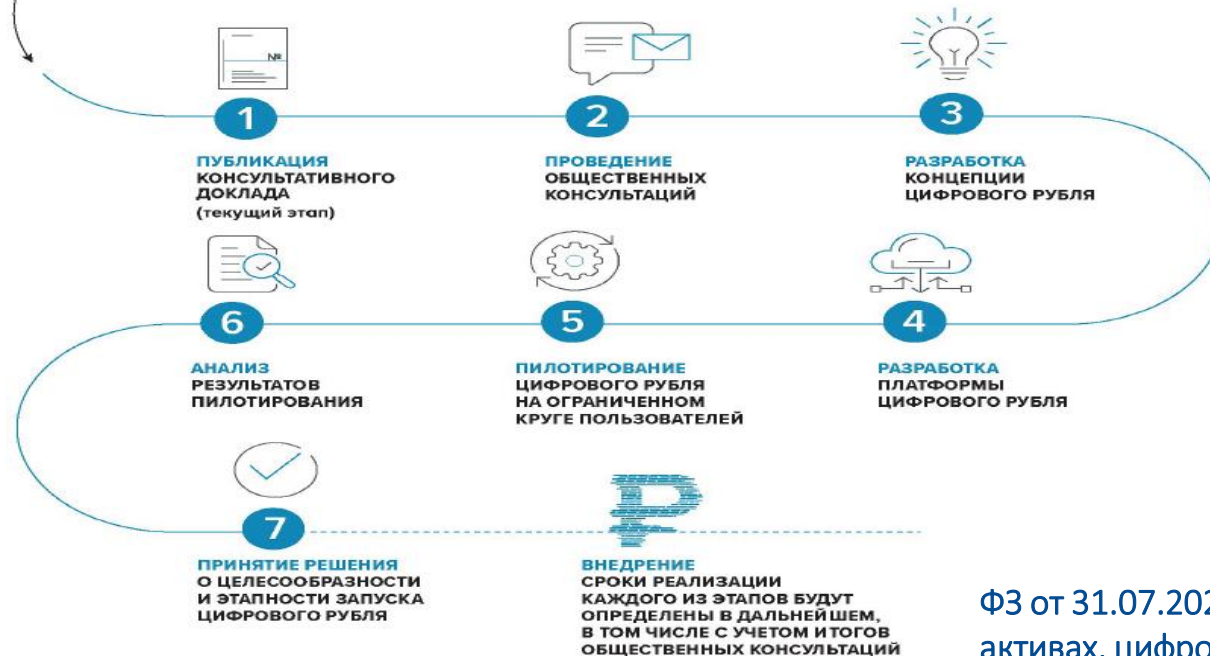 №
1
ПУБЛИКАЦИЯ
КОНСУЛЬТАТИВНОГО
ДОКЛАДА
(текущий этап)
2
ПРОВЕДЕНИЕ
ОБЩЕСТВЕННЫХ
КОНСУЛЬТАЦИЙ
3
РАЗРАБОТКА
КОНЦЕПЦИИ
ЦИФРОВОГО РУБЛЯ
6
АНАЛИЗ
РЕЗУЛЬТАТОВ
ПИЛОТИРОВАНИЯ
5
ПИЛОТИРОВАНИЕ
ЦИФРОВОГО РУБЛЯ
НА ОГРАНИЧЕННОМ
КРУГЕ ПОЛЬЗОВАТЕЛЕЙ
4
РАЗРАБОТКА
ПЛАТФОРМЫ
ЦИФРОВОГО РУБЛЯ
7
ПРИНЯТИЕ РЕШЕНИЯ
О ЦЕЛЕСООБРАЗНОСТИ
И ЭТАПНОСТИ ЗАПУСКА
ЦИФРОВОГО РУБЛЯ
ВНЕДРЕНИЕ
СРОКИ РЕАЛИЗАЦИИ
КАЖДОГО ИЗ ЭТАПОВ БУДУТ
ОПРЕДЕЛЕНЫ В ДАЛЬНЕЙШЕМ,
В ТОМ ЧИСЛЕ С УЧЕТОМ ИТОГОВ
ОБЩЕСТВЕННЫХ КОНСУЛЬТАЦИЙ
ФЗ от 31.07.202
активах, цифро